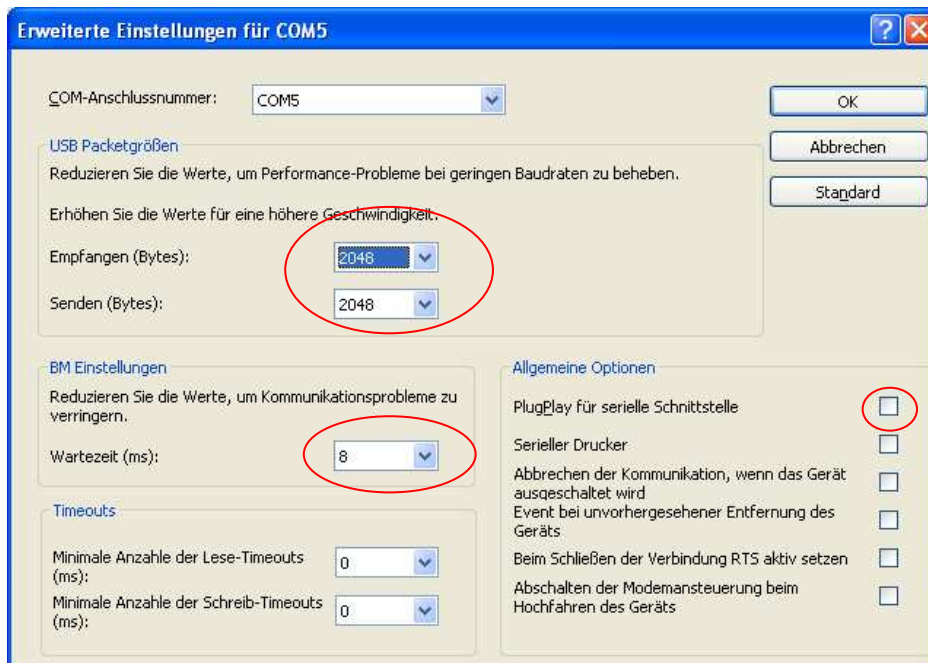 Erweiterte Einstellungen für COM5
COM-Anschlussnummer:
COM5
OK
Abbrechen
Standard
USB Packetgrößen
Reduzieren Sie die Werte, um Performance-Probleme bei geringen Baudraten zu beheben.
Erhöhen Sie die Werte für eine höhere Geschwindigkeit.
Empfangen (Bytes):
2048
Senden (Bytes):
2048
BM Einstellungen
Reduzieren Sie die Werte, um Kommunikationsprobleme zu
verringern.
Wartezeit (ms):
8
Timeouts
Minimale Anzahle der Lese-Timeouts
(ms):
0
Minimale Anzahle der Schreib-Timeouts
(ms):
0
Allgemeine Optionen
PlugPlay für serielle Schnittstelle
Serieller Drucker
Abbrechen der Kommunikation, wenn das Gerät
ausgeschaltet wird
Event bei unvorhergesehener Entfernung des
Geräts
Beim Schließen der Verbindung RTS aktiv setzen
Abschalten der Modemansteuerung beim
Hochfahren des Geräts